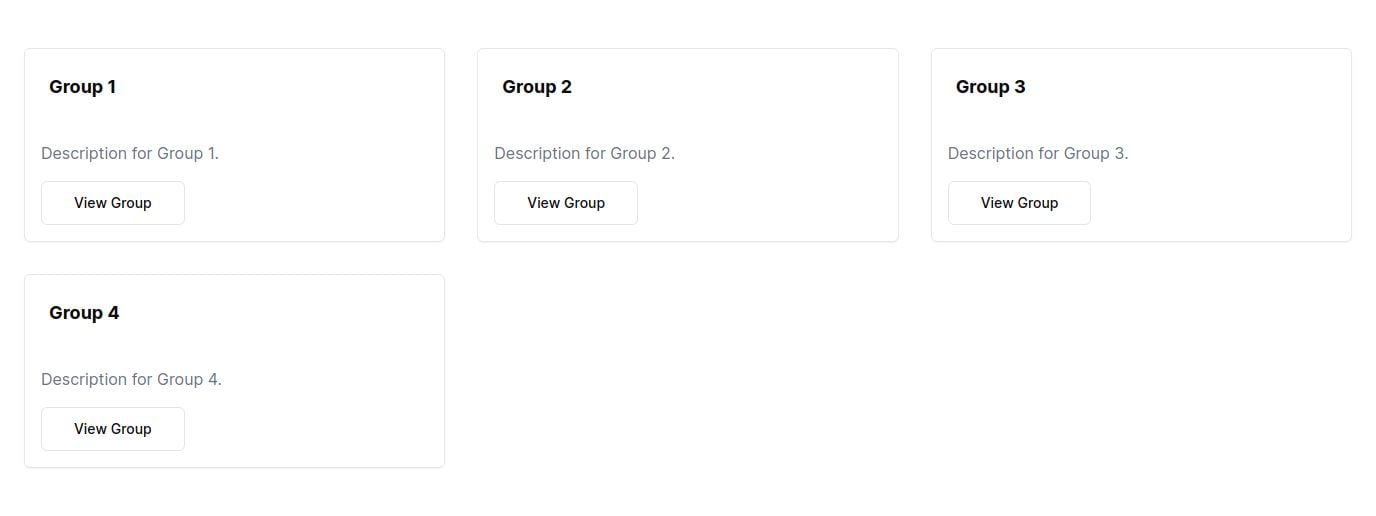 Group 1
Description for Group 1.
View Group
Group 2
Description for Group 2.
View Group
Group 3
Description for Group 3.
View Group
Group 4
Description for Group 4.
View Group